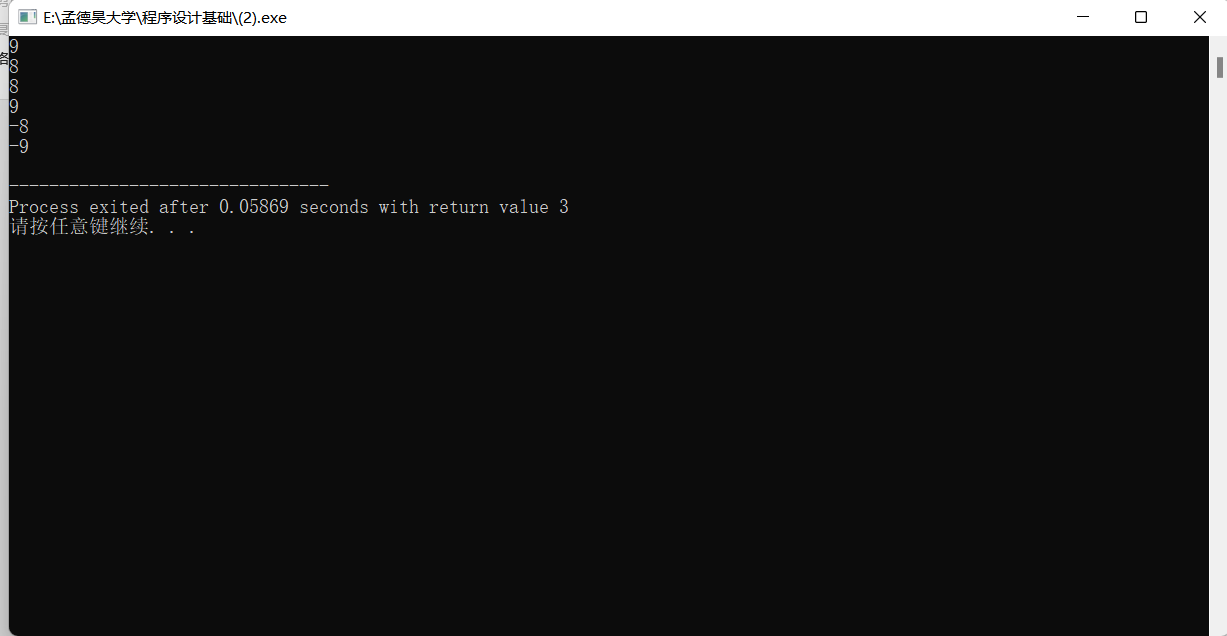 E:\孟德昊大学\程序设计基础\(2).exe
9
8
8
9
-8
-9
--------------------------------
Process exited after 0.05869 seconds with return value 3
请按任意键继续. . .